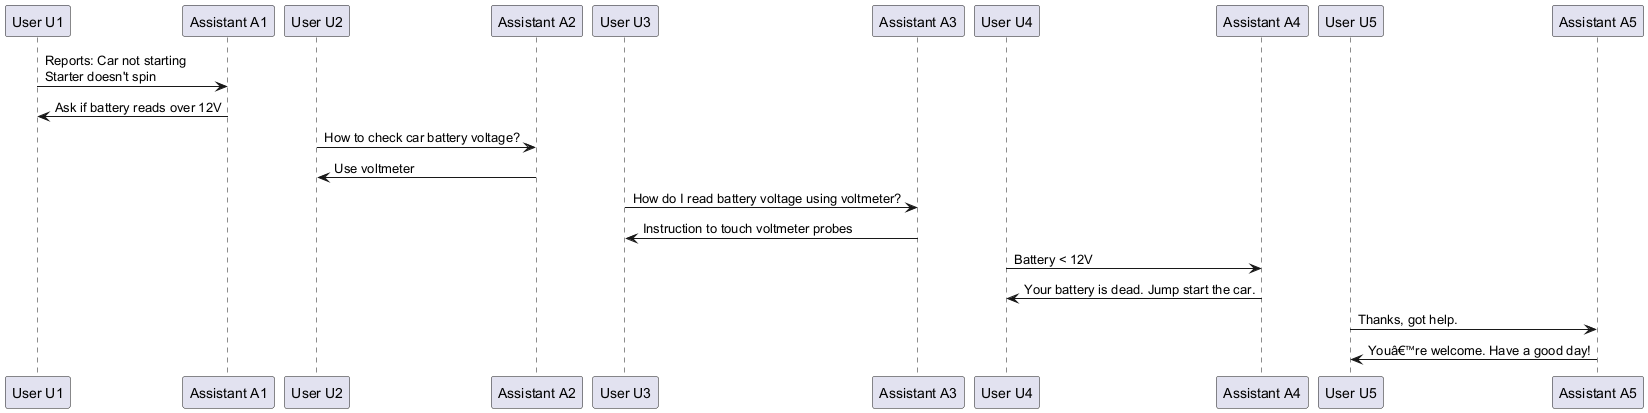 User U1
Assistant A1
User U2
Assistant A2
User U3
Assistant A3
User U4
Assistant A4
User U5
Assistant A5
Reports: Car not starting
Starter doesn't spin
Ask if battery reads over 12V
How to check car battery voltage?
Use voltmeter
How do I read battery voltage using voltmeter?
Instruction to touch voltmeter probes
Battery < 12V
Your battery is dead. Jump start the car.
Thanks, got help.
Youâ€™re welcome. Have a good day!
User U1
Assistant A1
User U2
Assistant A2
User U3
Assistant A3
User U4
Assistant A4
User U5
Assistant A5